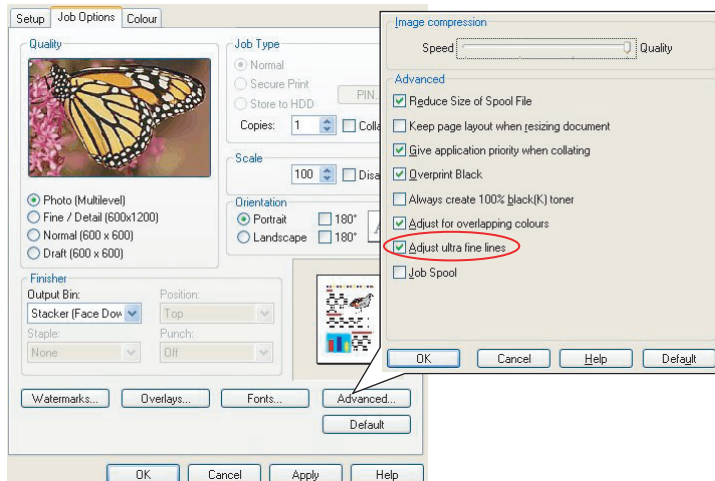 Setup Job Options Colour
Quality
Photo (Multilevel)
Fine / Detail (600x1200)
Normal (600 x 600)
Draft (600 x 600)
Finisher
Output Bin: Position:
Stacker (Face Dow Top
Staple: Punch:
None Off
Job Type
Normal
Secure Print
Store to HDD PIN..
Copies: 1 Colla
Scale
100 Disa
Orientation
Portrait 180°
Landscape 180°
Watermarks... Overlays... Fonts... Advanced...
Default
OK Cancel Apply Help
Image compression
Speed Quality
Advanced
Reduce Size of Spool File
Keep page layout when resizing document
Give application priority when collating
Overprint Black
Always create 100% black(K) toner
Adjust for overlapping colours
Adjust ultra fine lines
Job Spool
OK Cancel Help Default